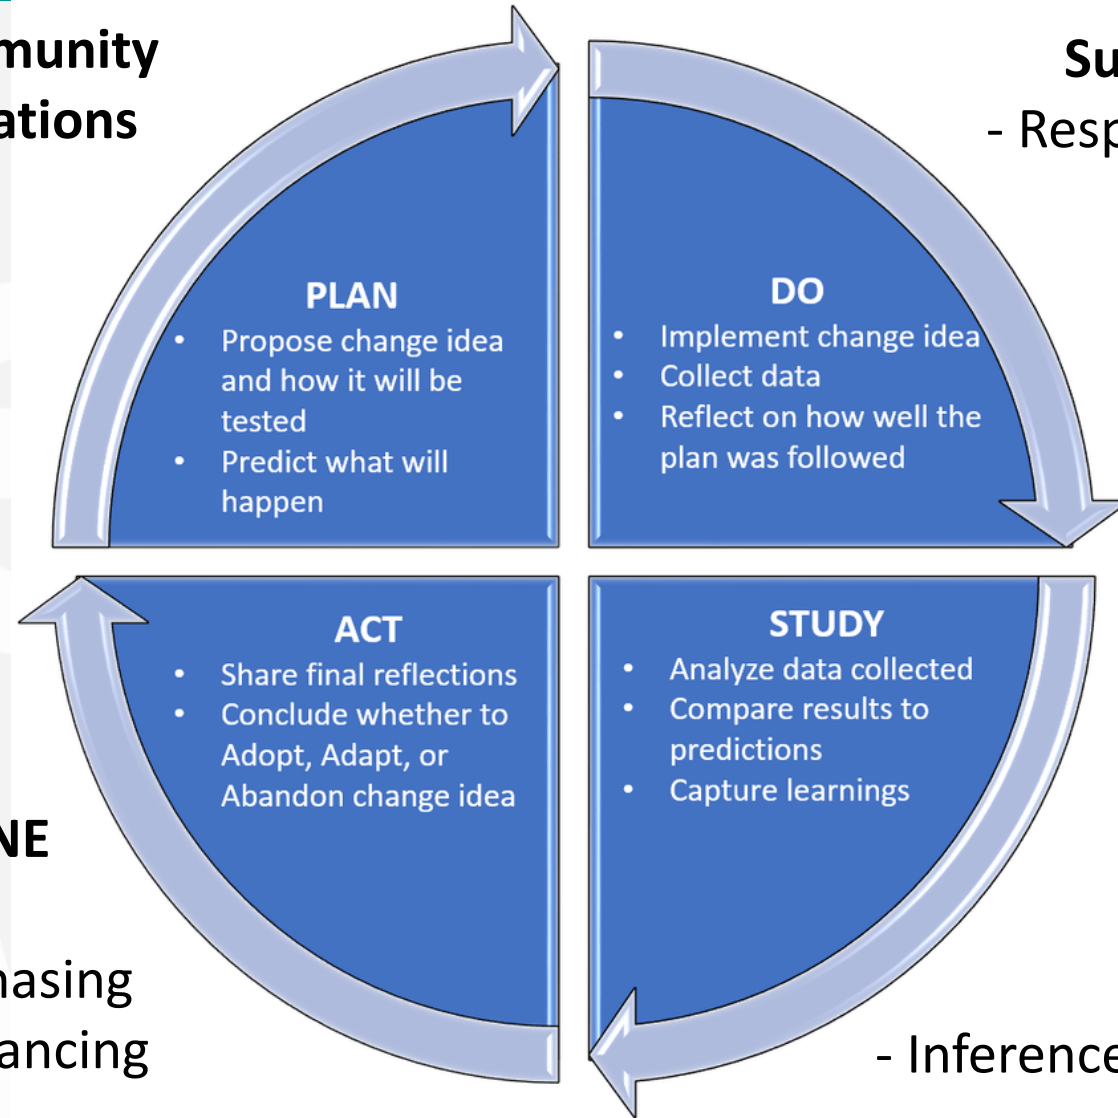 munity
ations
Su
- Resp
PLAN
• Propose change idea
and how it will be
tested
• Predict what will
happen
DO
• Implement change idea
• Collect data
• Reflect on how well the
plan was followed
ACT
• Share final reflections
• Conclude whether to
Adopt, Adapt, or
Abandon change idea
STUDY
• Analyze data collected
• Compare results to
predictions
• Capture learnings
NE
hasing
ancing
- Inference